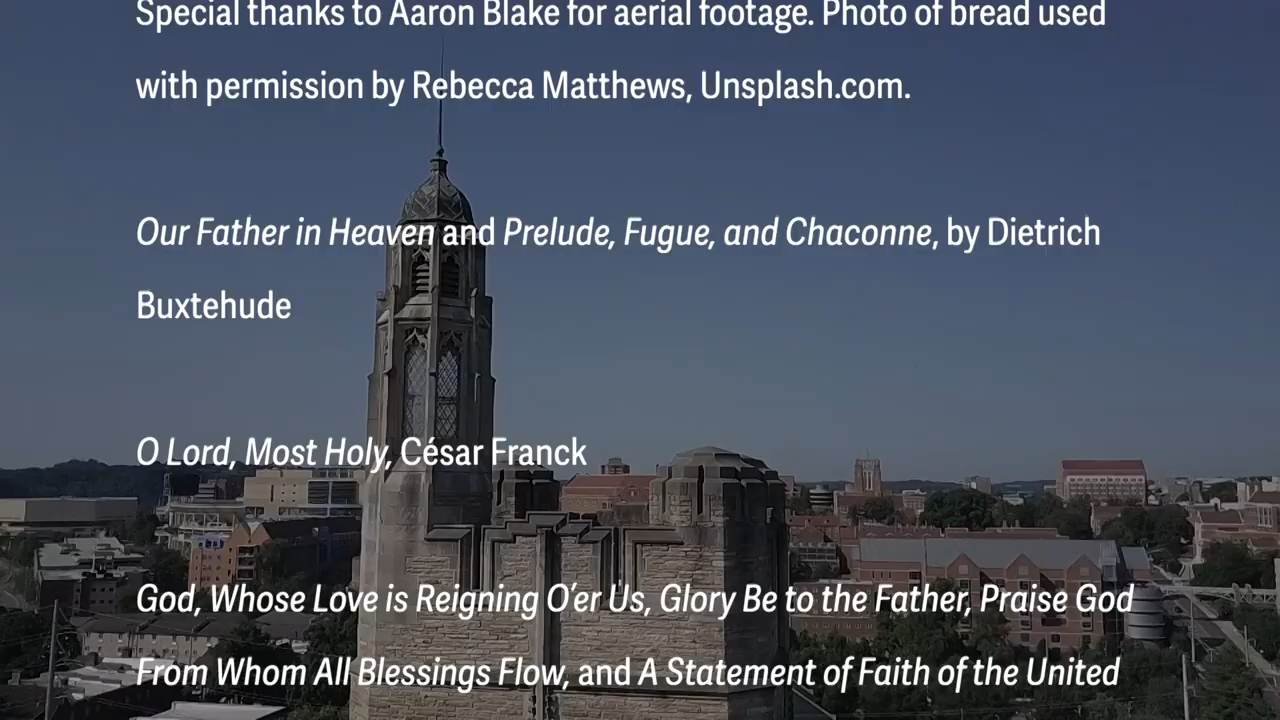 Special thanks to Aaron Blake for aerial footage. Photo of bread used
with permission by Rebecca Matthews, Unsplash.com.
Our Father in Heaven and Prelude, Fugue, and Chaconne, by Dietrich
Buxtehude
O Lord, Most Holy, César Franck
God, Whose Love is Reigning O’er Us, Glory Be to the Father, Praise God
From Whom All Blessings Flow, and A Statement of Faith of the United